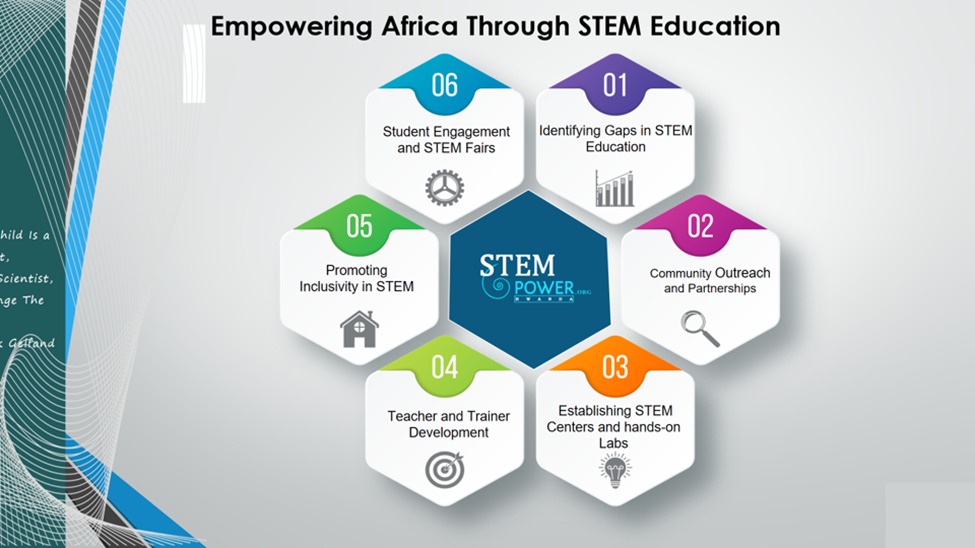 Empowering Africa Through STEM Education
01
Identifying Gaps in STEM
Education
02
Community Outreach
and Partnerships
03
Establishing STEM
Centers and hands-on
Labs
04
Teacher and Trainer
Development
05
Promoting
Inclusivity in STEM
06
Student Engagement
and STEM Fairs
STEM
POWER.ORG
RWANDA
hild Is a
t,
Scientist,
nge The
k Gelfand